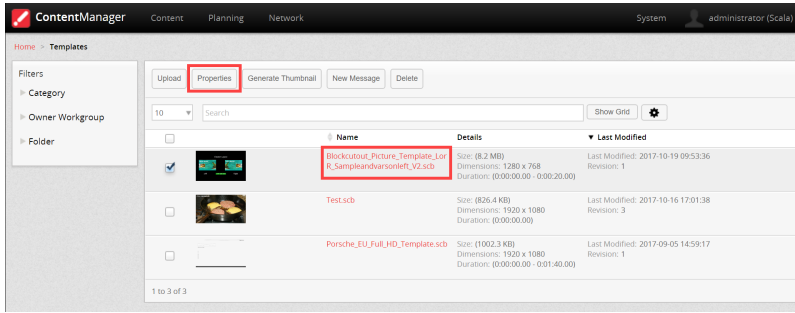 ContentManager Content Planning Network System administrator (Scala)
Home > Templates
Filters
Category
Owner Workgroup
Folder
Upload Properties Generate Thumbnail New Message Delete
10 Search Show Grid
Name Details Last Modified
Blockcutout_Picture_Template_Lor
R_Sampleandvarsonleft_V2.scb
Size: (8.2 MB)
Dimensions: 1280 x 768
Duration: (0:00:00.00 - 0:00:20.00)
Last Modified: 2017-10-19 09:53:36
Revision: 1
Test.scb
Size: (826.4 KB)
Dimensions: 1920 x 1080
Duration: (0:00:00.00)
Last Modified: 2017-10-16 17:01:38
Revision: 3
Porsche_EU_Full_HD_Template.scb
Size: (1002.3 KB)
Dimensions: 1920 x 1080
Duration: (0:00:00.00 - 0:01:40.00)
Last Modified: 2017-09-05 14:59:17
Revision: 1
1 to 3 of 3